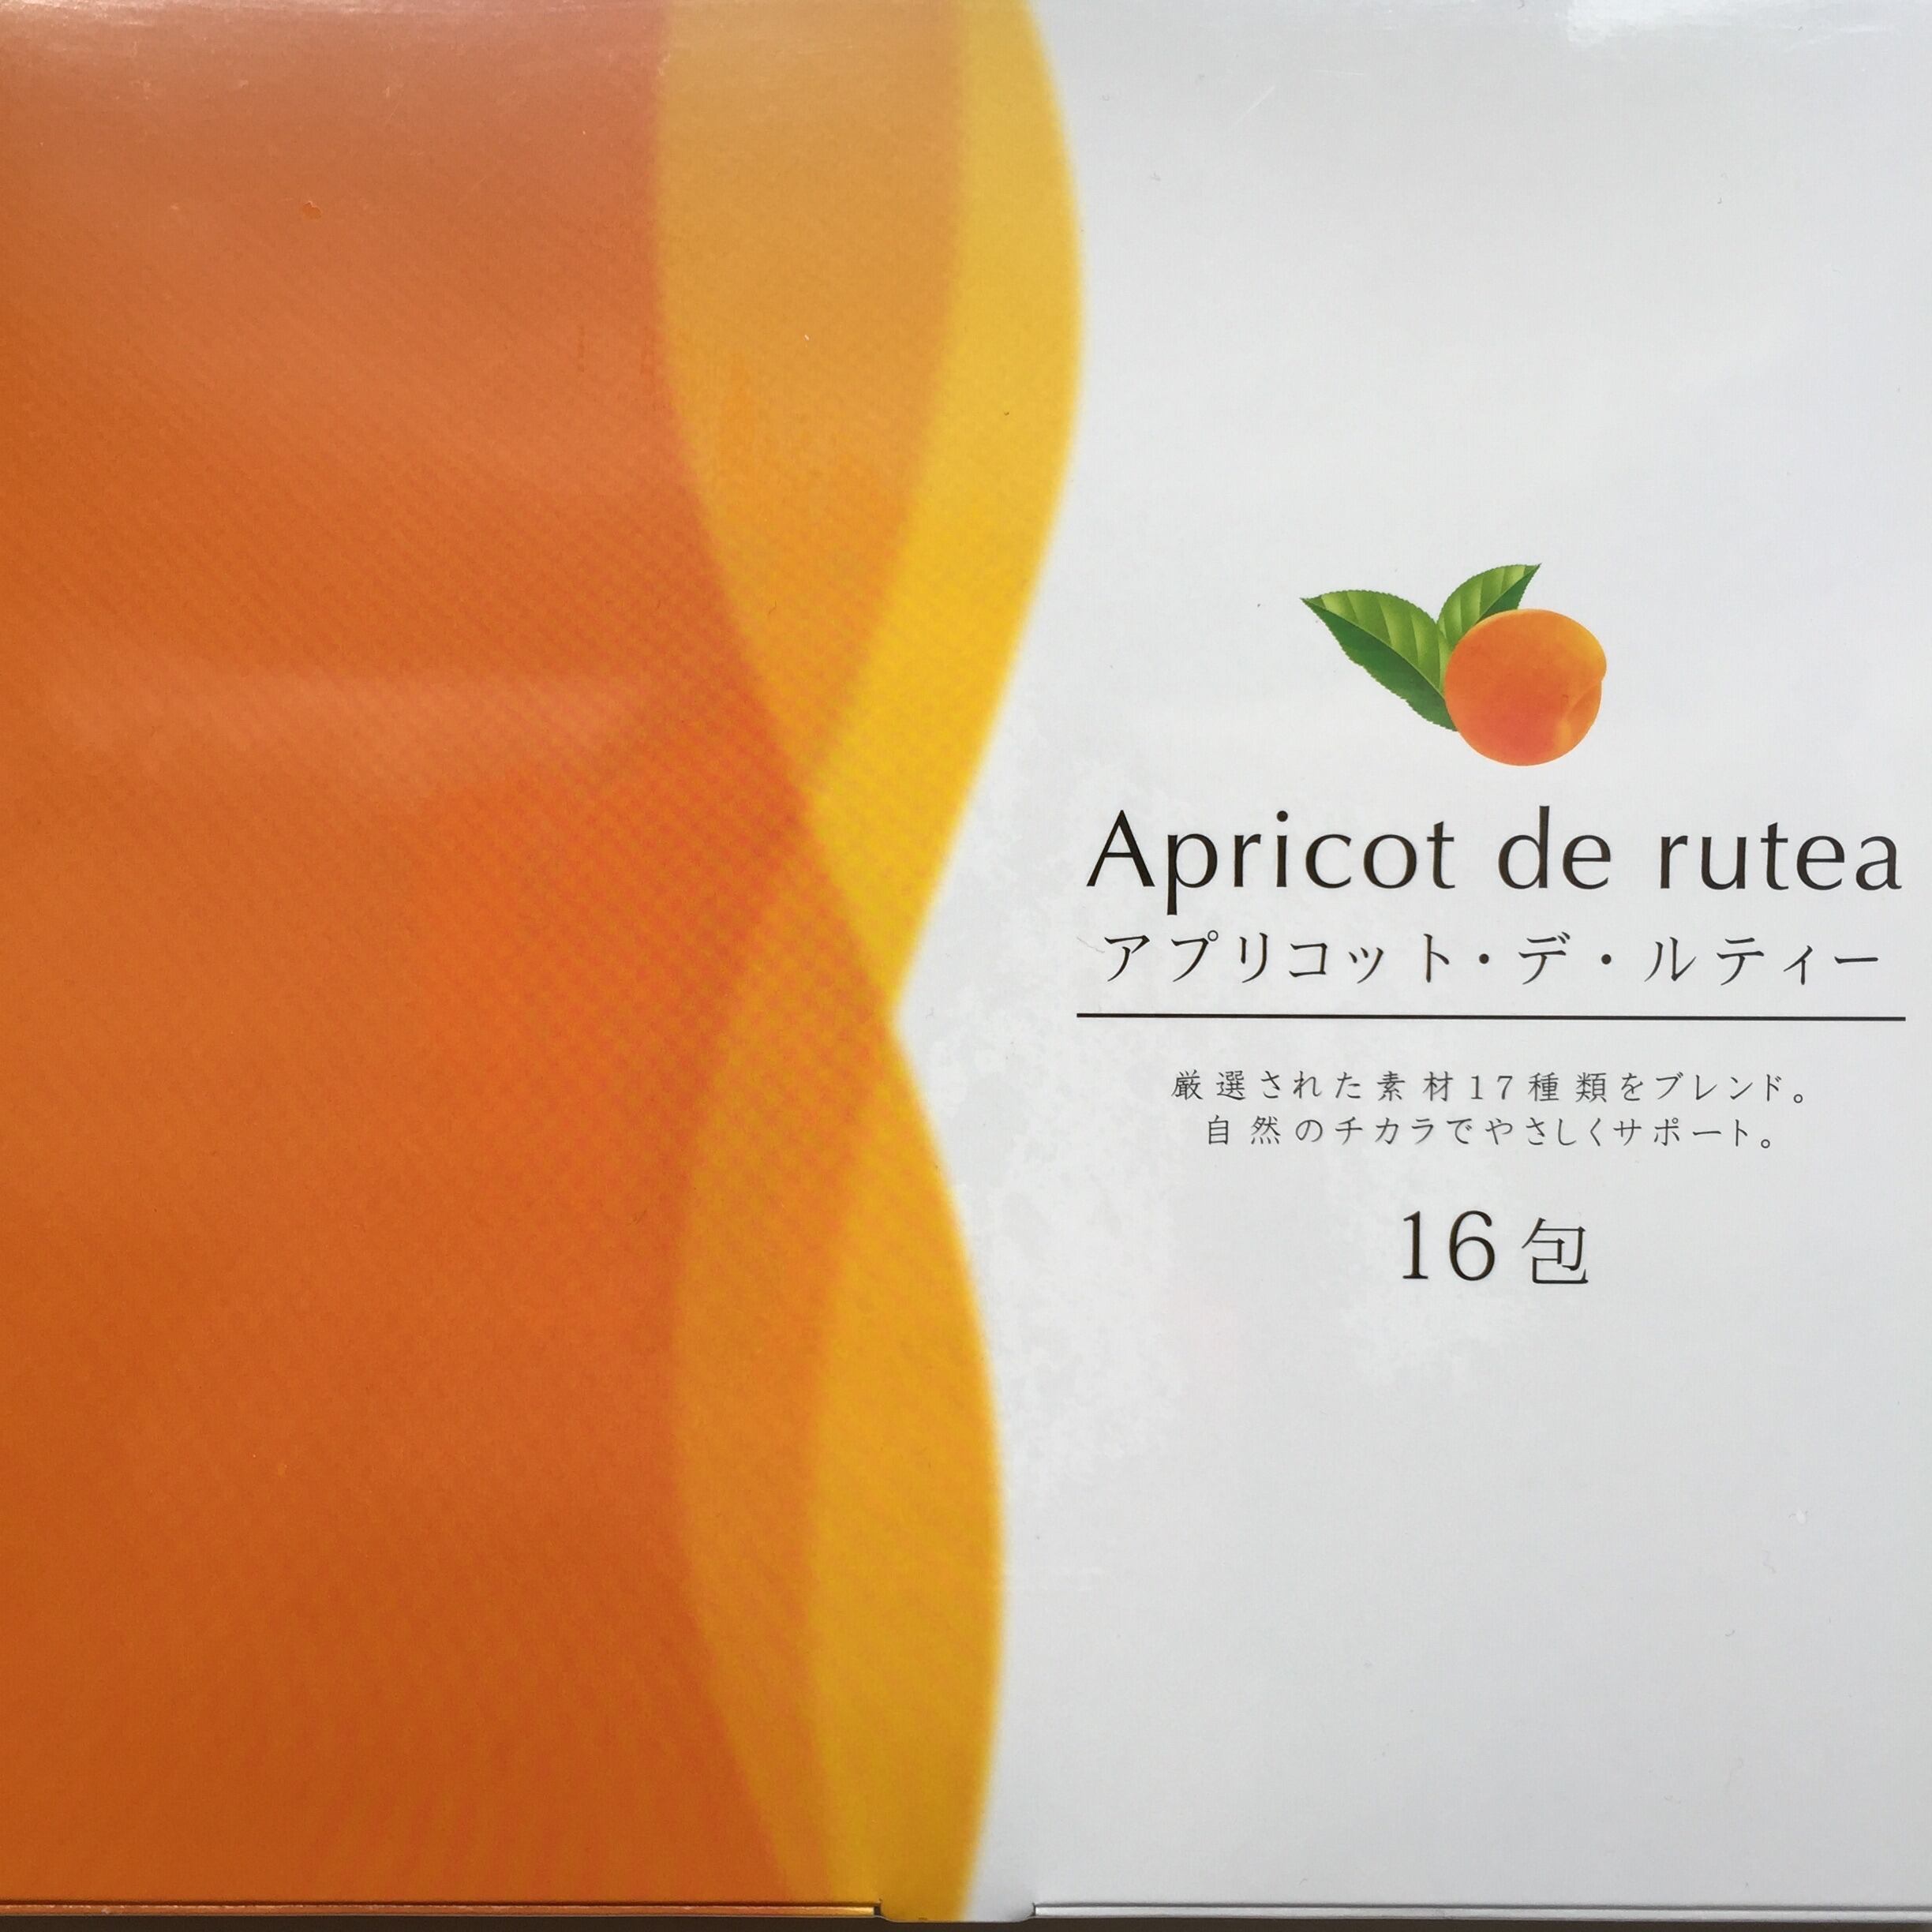 Apricot de rutea
アプリコット・デ・ルティー
厳選された素材17種類をブレンド。
自然のチカラでやさしくサポート。
16包